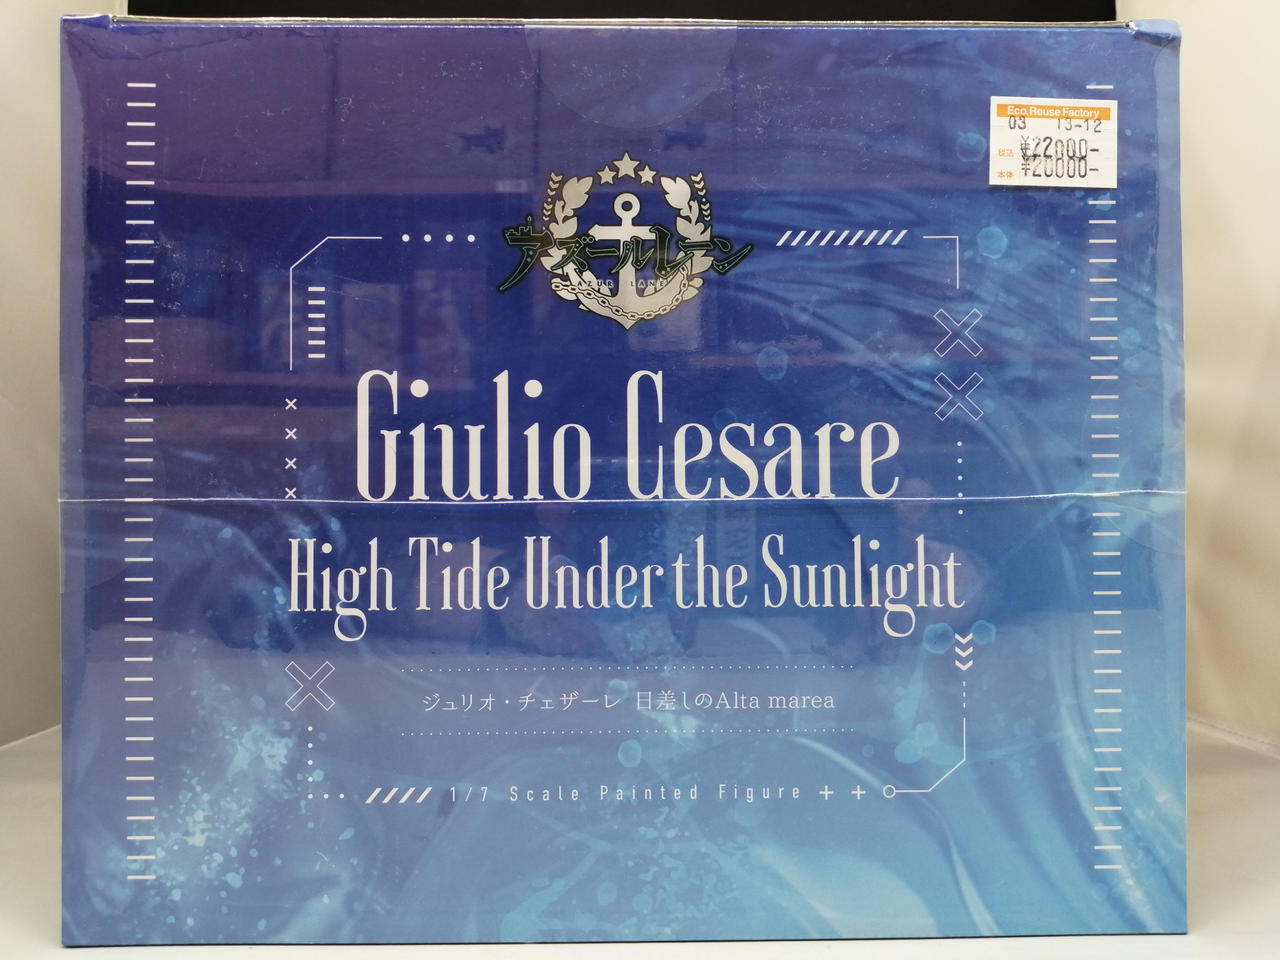 Eco. Reuse Factory
03 13-12
税込 ¥22000-
本体 ¥20000-
アズールレーン
AZUR LANE
Giulio Cesare
High Tide Under the Sunlight
ジュリオ・チェザーレ 日差しのAlta marea
1/7 Scale Painted Figure